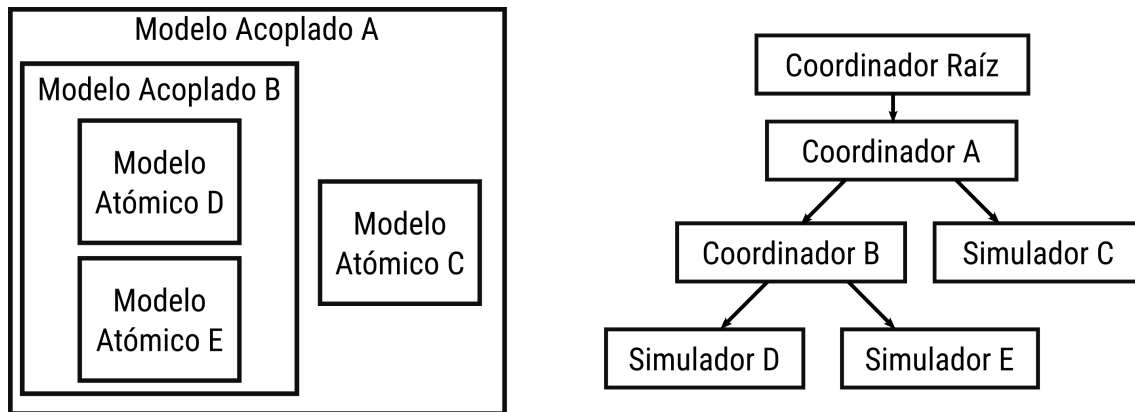 Modelo Acoplado A
Modelo Acoplado B
Modelo
Atómico D
Modelo
Atómico E
Modelo
Atómico C
Coordinador Raíz
Coordinador A
Coordinador B
Simulador C
Simulador D
Simulador E